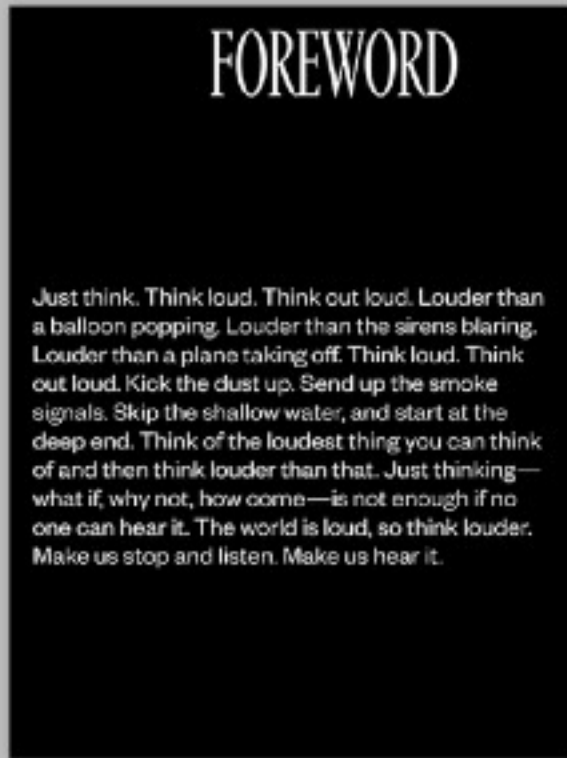 FOREWORD
Just think. Think loud. Think out loud. Louder than
a balloon popping. Louder than the sirens blaring.
Louder than a plane taking off. Think loud. Think
out loud. Kick the dust up. Send up the smoke
signals. Skip the shallow water, and start at the
deep end. Think of the loudest thing you can think
of and then think louder than that. Just thinking—
what if, why not, how come—is not enough if no
one can hear it. The world is loud, so think louder.
Make us stop and listen. Make us hear it.